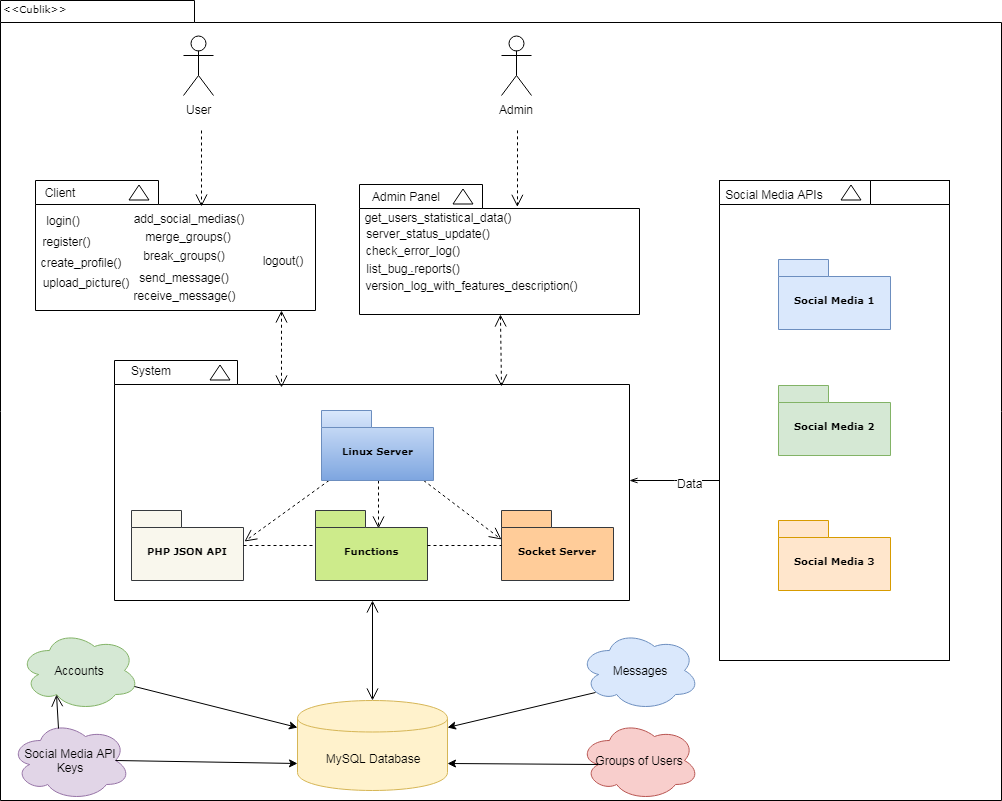 <<Cublik>>
User
Admin
Client
login()
register()
create_profile()
upload_picture()
add_social_medias()
merge_groups()
break_groups()
send_message()
receive_message()
logout()
Admin Panel
get_users_statistical_data()
server_status_update()
check_error_log()
list_bug_reports()
version_log_with_features_description()
Social Media APIs
Social Media 1
Social Media 2
Social Media 3
System
Linux Server
PHP JSON API
Functions
Socket Server
Data
Accounts
Social Media API
Keys
MySQL Database
Messages
Groups of Users